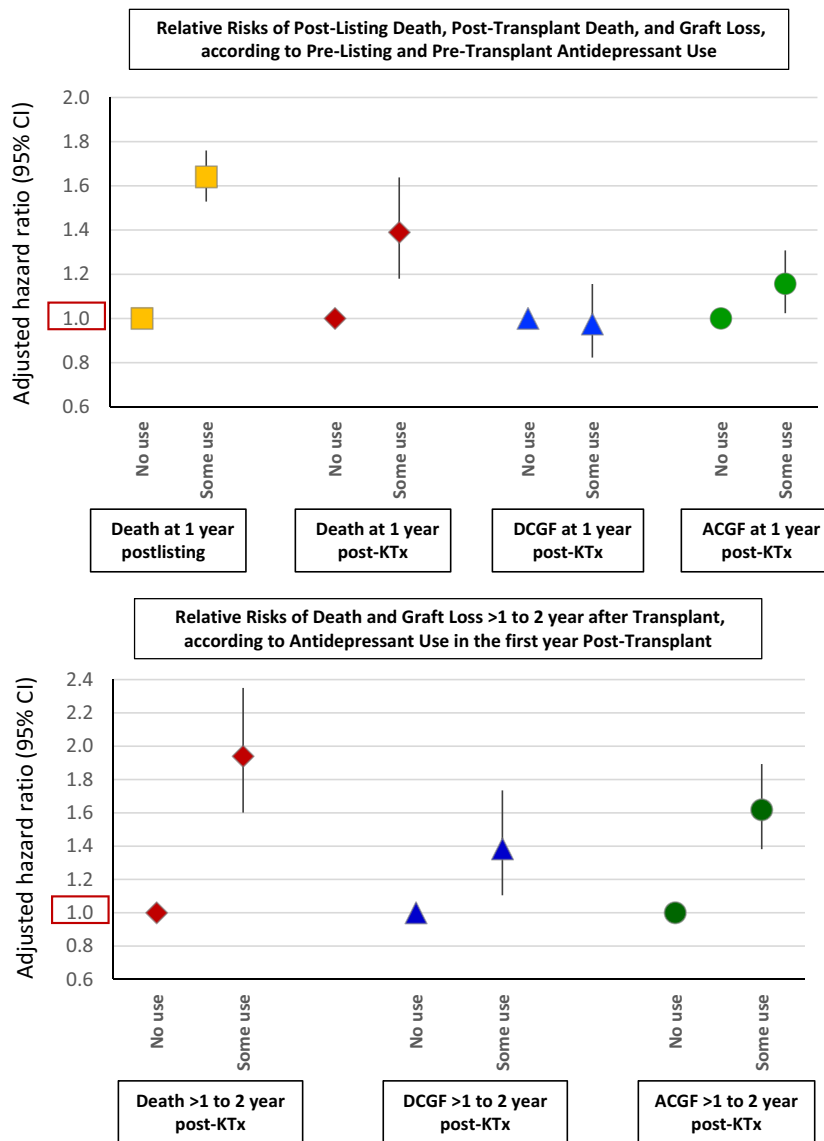 Relative Risks of Post-Listing Death, Post-Transplant Death, and Graft Loss,
according to Pre-Listing and Pre-Transplant Antidepressant Use
Adjusted hazard ratio (95% CI)
2.0
1.8
1.6
1.4
1.2
1.0
0.8
0.6
No use
Some use
No use
Some use
No use
Some use
No use
Some use
Death at 1 year
postlisting
Death at 1 year
post-KTx
DCGF at 1 year
post-KTx
ACGF at 1 year
post-KTx
Relative Risks of Death and Graft Loss >1 to 2 year after Transplant,
according to Antidepressant Use in the first year Post-Transplant
Adjusted hazard ratio (95% CI)
2.4
2.2
2.0
1.8
1.6
1.4
1.2
1.0
0.8
0.6
No use
Some use
No use
Some use
No use
Some use
Death >1 to 2 year
post-KTx
DCGF >1 to 2 year
post-KTx
ACGF >1 to 2 year
post-KTx